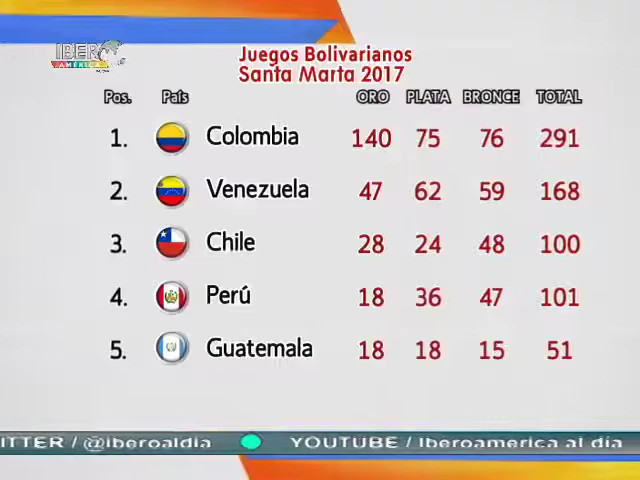 IBERO
AMÉRICA
Juegos Bolivarianos
Santa Marta 2017
Pos. País ORO PLATA BRONCE TOTAL
1. Colombia 140 75 76 291
2. Venezuela 47 62 59 168
3. Chile 28 24 48 100
4. Perú 18 36 47 101
5. Guatemala 18 18 15 51
ITTER / @iberoaldia YOUTUBE / Iberoamerica al dia